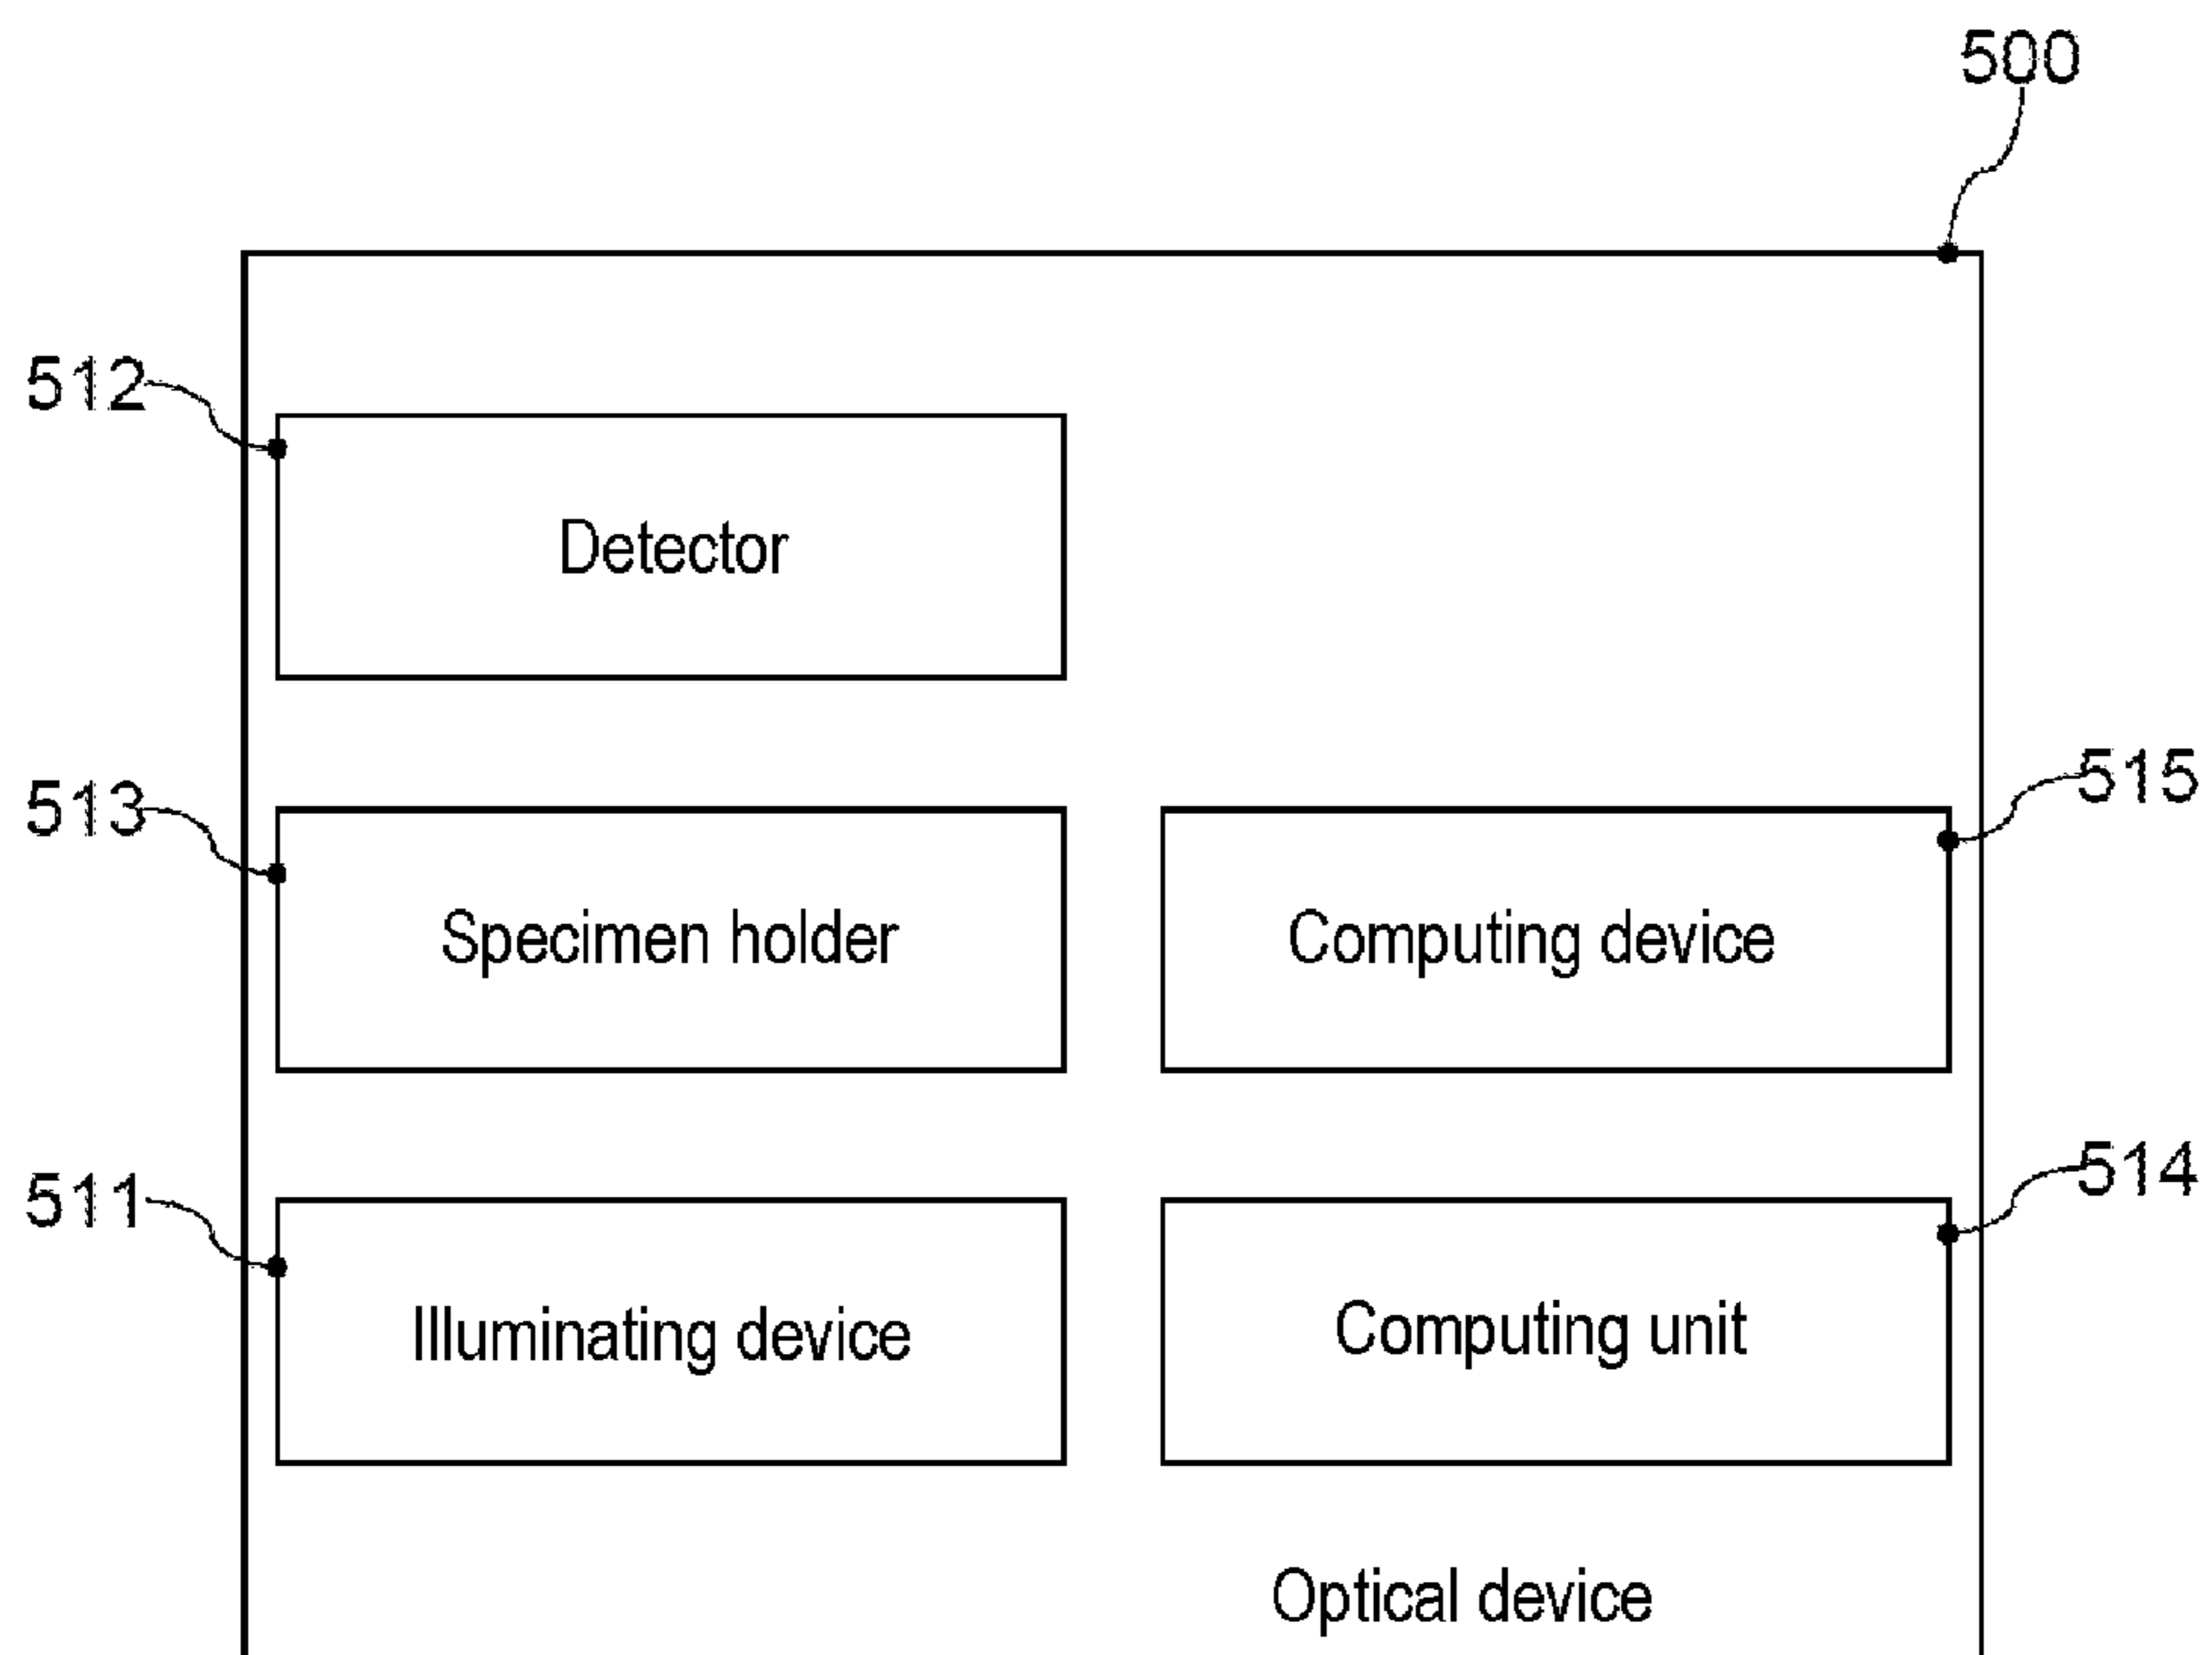 500
512
Detector
513
515
Specimen holder
Computing device
511
514
Illuminating device
Computing unit
Optical device